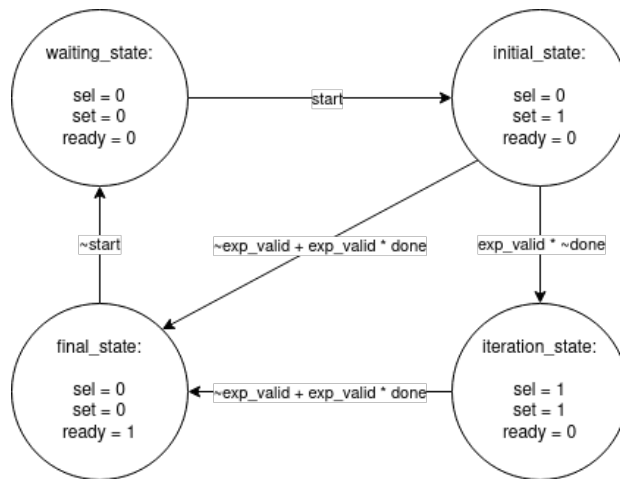 waiting_state:
sel = 0
set = 0
ready = 0
start
initial_state:
sel = 0
set = 1
ready = 0
~start
~exp_valid + exp_valid * done
exp_valid * ~done
final_state:
sel = 0
set = 0
ready = 1
~exp_valid + exp_valid * done
iteration_state:
sel = 1
set = 1
ready = 0